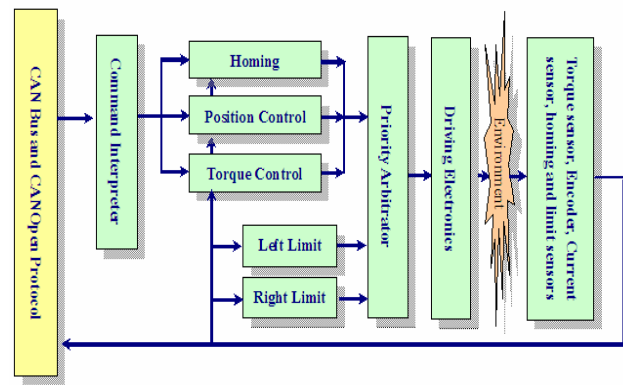 CAN Bus and CANOpen Protocol
Command Interpreter
Homing
Position Control
Torque Control
Left Limit
Right Limit
Priority Arbitrator
Driving Electronics
Environment
Torque sensor, Encoder, Current
sensor, homing and limit sensors